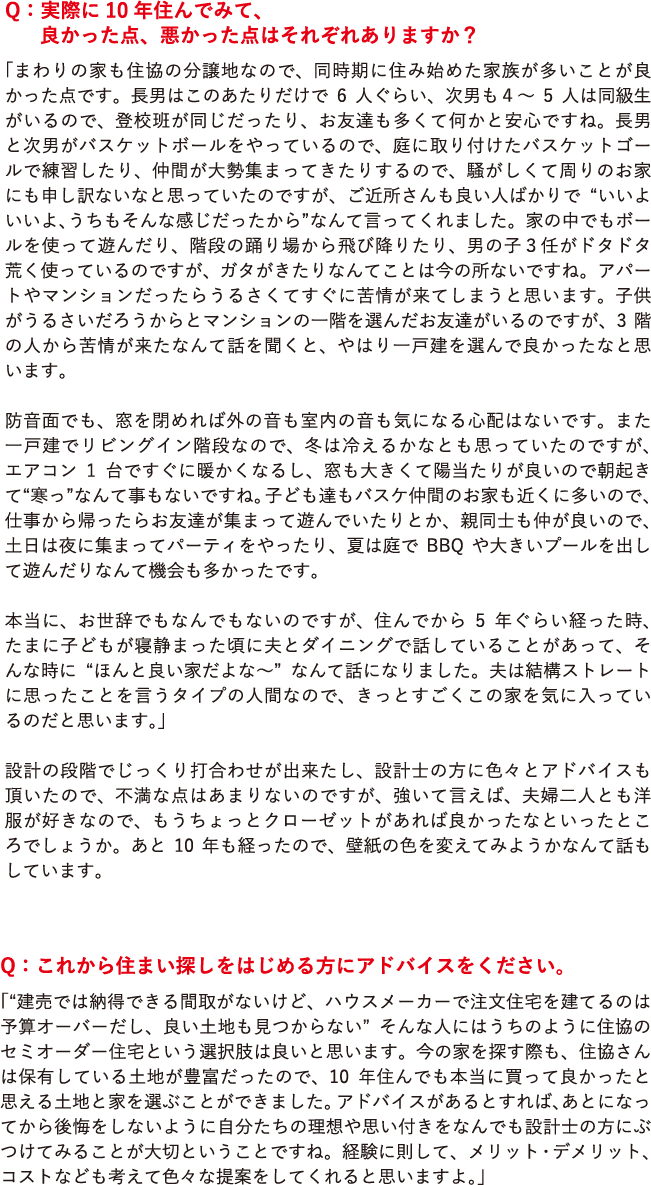 Q：実際に 10 年住んでみて、
良かった点、悪かった点はそれぞれありますか？
「まわりの家も住協の分譲地なので、同時期に住み始めた家族が多いことが良
かった点です。長男はこのあたりだけで 6 人ぐらい、次男も 4 〜 5 人は同級生
がいるので、登校班が同じだったり、お友達も多くて何かと安心ですね。長男
と次男がバスケットボールをやっているので、庭に取り付けたバスケットゴー
ルで練習したり、仲間が大勢集まってきたりするので、騒がしくて周りのお家
にも申し訳ないなと思っていたのですが、ご近所さんも良い人ばかりで “いいよ
いいよ、うちもそんな感じだったから”なんて言ってくれました。家の中でもボー
ルを使って遊んだり、階段の踊り場から飛び降りたり、男の子３任がドタドタ
荒く使っているのですが、ガタがきたりなんてことは今の所ないですね。アパー
トやマンションだったらうるさくてすぐに苦情が来てしまうと思います。子供
がうるさいだろうからとマンションの一階を選んだお友達がいるのですが、3 階
の人から苦情が来たなんて話を聞くと、やはり一戸建を選んで良かったなと思
います。
防音面でも、窓を閉めれば外の音も室内の音も気になる心配はないです。また
一戸建でリビングイン階段なので、冬は冷えるかなとも思っていたのですが、
エアコン 1 台ですぐに暖かくなるし、窓も大きくて陽当たりが良いので朝起き
て“寒っ”なんて事もないですね。子ども達もバスケ仲間のお家も近くに多いので、
仕事から帰ったらお友達が集まって遊んでいたりとか、親同士も仲が良いので、
土日は夜に集まってパーティをやったり、夏は庭で BBQ や大きいプールを出し
て遊んだりなんて機会も多かったです。
本当に、お世辞でもなんでもないのですが、住んでから 5 年ぐらい経った時、
たまに子どもが寝静まった頃に夫とダイニングで話していることがあって、そ
んな時に “ほんと良い家だよな〜” なんて話になりました。夫は結構ストレート
に思ったことを言うタイプの人間なので、きっとすごくこの家を気に入ってい
るのだと思います。」
設計の段階でじっくり打合わせが出来たし、設計士の方に色々とアドバイスも
頂いたので、不満な点はあまりないのですが、強いて言えば、夫婦二人とも洋
服が好きなので、もうちょっとクローゼットがあれば良かったなといったとこ
ろでしょうか。あと 10 年も経ったので、壁紙の色を変えてみようかなんて話も
しています。
Q：これから住まい探しをはじめる方にアドバイスをください。
「“建売では納得できる間取がないけど、ハウスメーカーで注文住宅を建てるのは
予算オーバーだし、良い土地も見つからない” そんな人にはうちのように住協の
セミオーダー住宅という選択肢は良いと思います。今の家を探す際も、住協さん
は保有している土地が豊富だったので、10 年住んでも本当に買って良かったと
思える土地と家を選ぶことができました。アドバイスがあるとすれば、あとになっ
てから後悔をしないように自分たちの理想や思い付きをなんでも設計士の方にぶ
つけてみることが大切ということですね。経験に則して、メリット・デメリット、
コストなども考えて色々な提案をしてくれると思いますよ。」